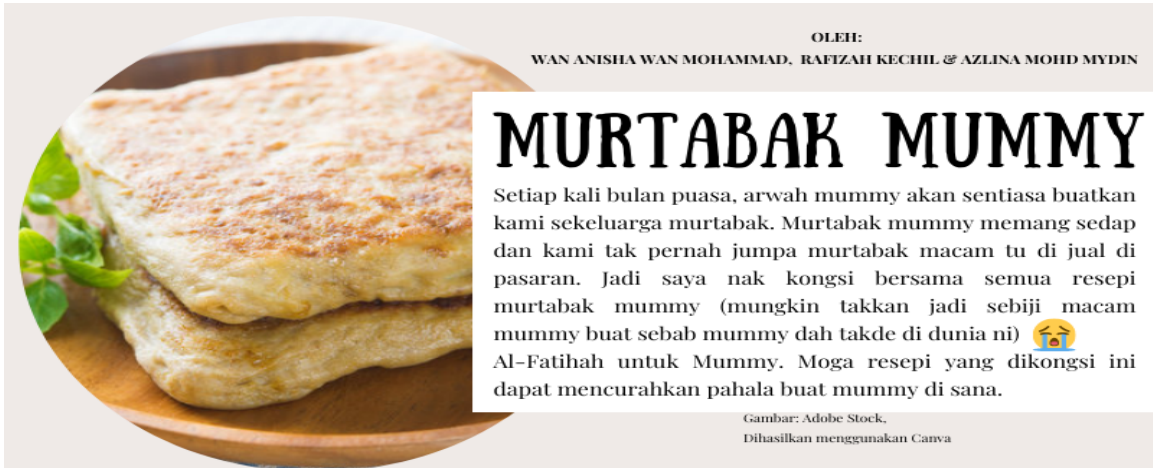 OLEH:
WAN ANISHA WAN MOHAMMAD, RAFIZAH KECHIL & AZLINA MOHD MYDIN
MURTABAK MUMMY
Setiap kali bulan puasa, arwah mummy akan sentiasa buatkan
kami sekeluarga murtabak. Murtabak mummy memang sedap
dan kami tak pernah jumpa murtabak macam tu di jual di
pasaran. Jadi saya nak kongsi bersama semua resepi
murtabak mummy (mungkin takkan jadi sebiji macam
mummy buat sebab mummy dah takde di dunia ni) 😭
Al-Fatihah untuk Mummy. Moga resepi yang dikongsi ini
dapat mencurahkan pahala buat mummy di sana.
Gambar: Adobe Stock,
Dihasilkan menggunakan Canva